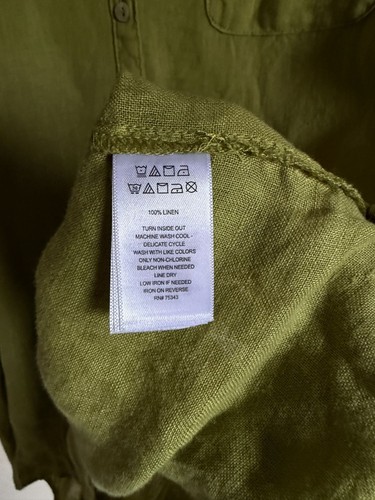 100% LINEN
TURN INSIDE OUT
MACHINE WASH COOL -
DELICATE CYCLE
WASH WITH LIKE COLORS
ONLY NON-CHLORINE
BLEACH WHEN NEEDED
LINE DRY
LOW IRON IF NEEDED
IRON ON REVERSE
RN# 75343